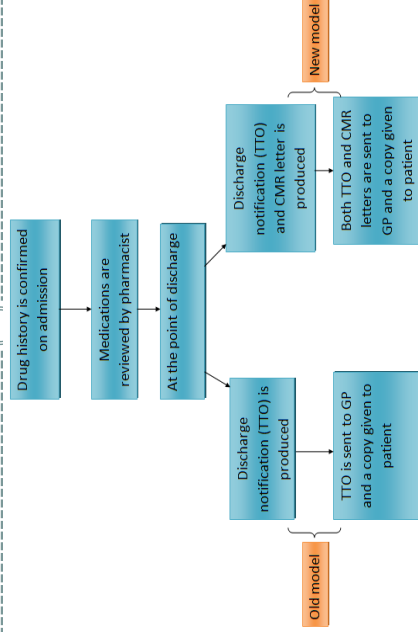 Drug history is confirmed
on admission
Medications are
reviewed by pharmacist
At the point of discharge
Discharge
notification (TTO) is
produced
TTO is sent to GP
and a copy given to
patient
Old model
Discharge
notification (TTO)
and CMR letter is
produced
Both TTO and CMR
letters are sent to
GP and a copy given
to patient
New model